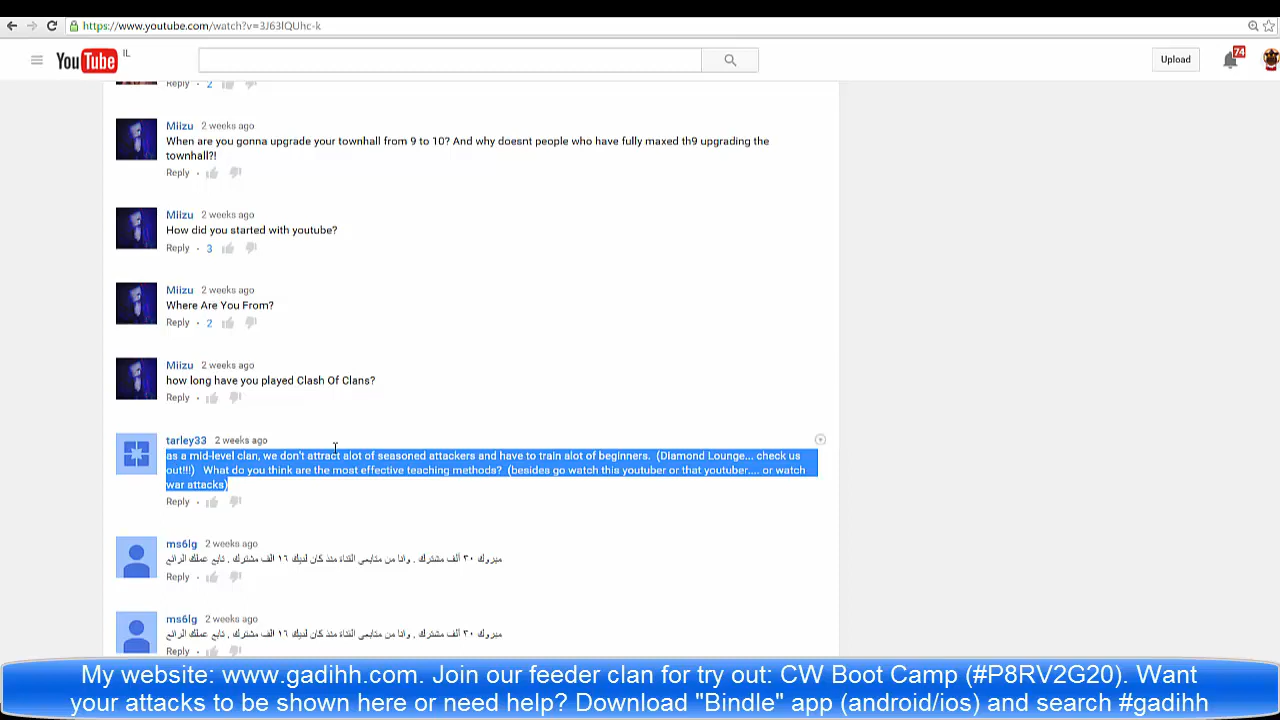 https://www.youtube.com/watch?v=3J63lQUhc-k
YouTube IL
Upload
74
Reply · 2
Miizu 2 weeks ago
When are you gonna upgrade your townhall from 9 to 10? And why doesnt people who have fully maxed th9 upgrading the
townhall?!
Reply ·
Miizu 2 weeks ago
How did you started with youtube?
Reply · 3
Miizu 2 weeks ago
Where Are You From?
Reply · 2
Miizu 2 weeks ago
how long have you played Clash Of Clans?
Reply ·
tarley33 2 weeks ago
as a mid-level clan, we don't attract alot of seasoned attackers and have to train alot of beginners. (Diamond Lounge... check us
out!!!) What do you think are the most effective teaching methods? (besides go watch this youtuber or that youtuber.... or watch
war attacks)
Reply ·
ms6lg 2 weeks ago
مبروك ٣٠ ألف مشترك , وانا من متابعى القناة منذ كان لديك ١٦ الف مشترك , تابع عملك الرائع
Reply ·
ms6lg 2 weeks ago
مبروك ٣٠ ألف مشترك , وانا من متابعى القناة منذ كان لديك ١٦ الف مشترك , تابع عملك الرائع
Reply ·
My website: www.gadihh.com. Join our feeder clan for try out: CW Boot Camp (#P8RV2G20). Want
your attacks to be shown here or need help? Download "Bindle" app (android/ios) and search #gadihh